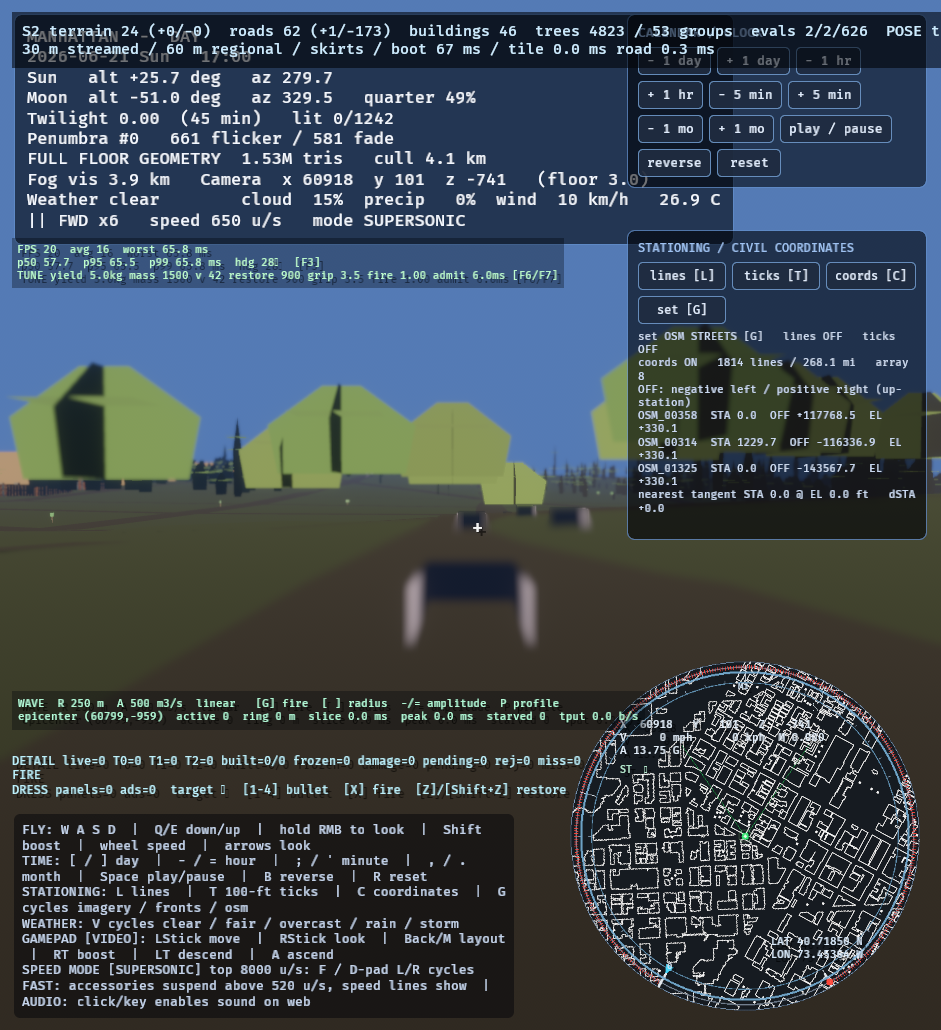 S2 terrain 24 (+0/-0)  roads 62 (+1/-173)  buildings 46  trees 4823 / 53 groups  evals 2/2/626  POSE t
30 m streamed / 60 m regional / skirts / boot 67 ms / tile 0.0 ms road 0.3 ms
MANHATTAN - DAY
2026-06-21 Sun   17:00
Sun   alt +25.7 deg   az 279.7
Moon  alt -51.0 deg   az 329.5   quarter 49%
Twilight 0.00  (45 min)   lit 0/1242
Penumbra #0   661 flicker / 581 fade
FULL FLOOR GEOMETRY  1.53M tris   cull 4.1 km
Fog vis 3.9 km   Camera  x 60918  y 101  z -741   (floor 3.0)
Weather clear        cloud  15%  precip   0%  wind  10 km/h   26.9 C
|| FWD x6   speed 650 u/s   mode SUPERSONIC
- 1 day  + 1 day  - 1 hr
+ 1 hr  - 5 min  + 5 min
- 1 mo  + 1 mo  play / pause
reverse  reset
FPS 20  avg 16  worst 65.8 ms
p50 57.7  p95 65.5  p99 65.8 ms  hdg 28  [F3]
TUNE yield 5.0kg mass 1500 v 42 restore 900 grip 3.5 fire 1.00 admit 6.0ms [F6/F7]
STATIONING / CIVIL COORDINATES
lines [L]  ticks [T]  coords [C]
set [G]
set OSM STREETS [G]   lines OFF   ticks
OFF
coords ON   1814 lines / 268.1 mi   array
8
OFF: negative left / positive right (up-
station)
OSM_00358  STA 0.0  OFF +117768.5  EL
+330.1
OSM_00314  STA 1229.7  OFF -116336.9  EL
+330.1
OSM_01325  STA 0.0  OFF -143567.7  EL
+330.1
nearest tangent STA 0.0 @ EL 0.0 ft   dSTA
+0.0
WAVE  R 250 m  A 500 m3/s  linear   [G] fire  [ ] radius  -/= amplitude  P profile
epicenter (60799,-959)  active 0  ring 0 m  slice 0.0 ms  peak 0.0 ms  starved 0  tput 0.0 b/s
DETAIL live=0 T0=0 T1=0 T2=0 built=0/0 frozen=0 damage=0 pending=0 rej=0 miss=0
FIRE
DRESS panels=0 ads=0  target  [1-4] bullet  [X] fire  [Z]/[Shift+Z] restore
60918
V     0 mph
A 13.75 G
ST
LAT 40.71850 N
FLY: W A S D  |  Q/E down/up  |  hold RMB to look  |  Shift
boost  |  wheel speed  |  arrows look
TIME: [ / ] day  |  - / = hour  |  ; / ' minute  |  , / .
month  |  Space play/pause  |  B reverse  |  R reset
STATIONING: L lines  |  T 100-ft ticks  |  C coordinates  |  G
cycles imagery / fronts / osm
WEATHER: V cycles clear / fair / overcast / rain / storm
GAMEPAD [VIDEO]: LStick move  |  RStick look  |  Back/M layout
|  RT boost  |  LT descend  |  A ascend
SPEED MODE [SUPERSONIC] top 8000 u/s: F / D-pad L/R cycles
FAST: accessories suspend above 520 u/s, speed lines show  |
AUDIO: click/key enables sound on web